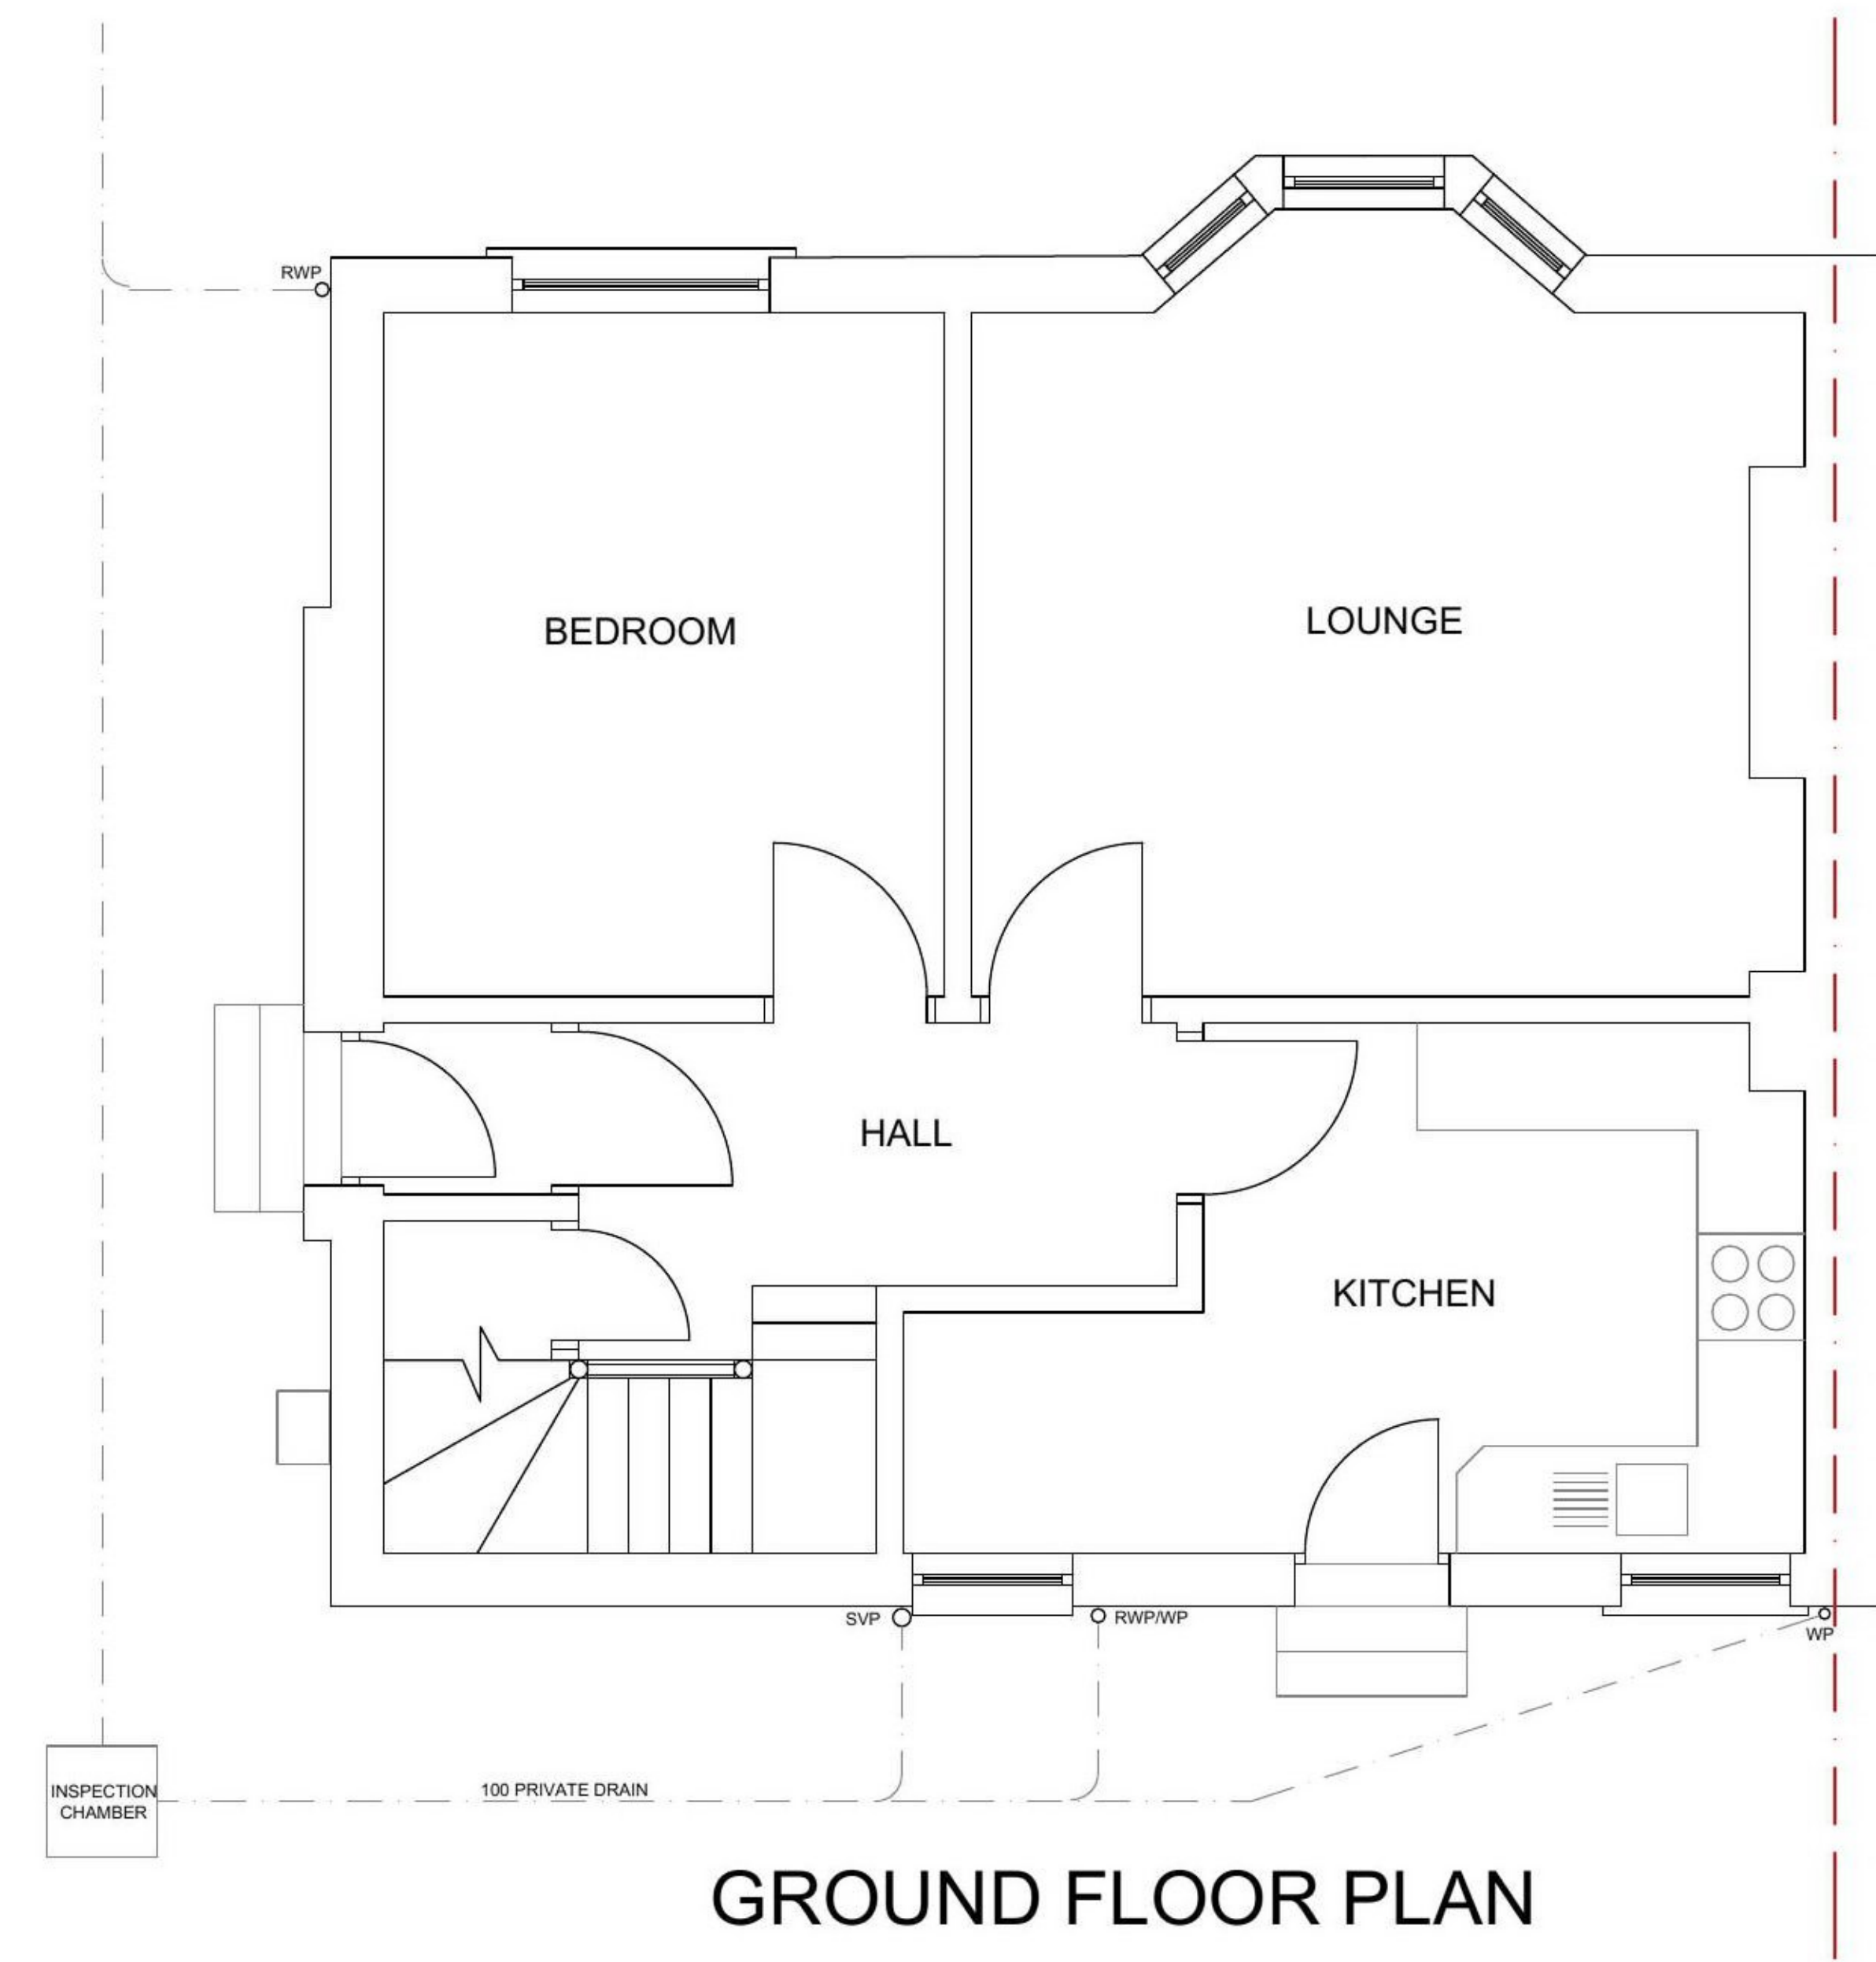 RWP
BEDROOM
LOUNGE
HALL
KITCHEN
SVP
RWP/WP
WP
INSPECTION
CHAMBER
100 PRIVATE DRAIN
GROUND FLOOR PLAN